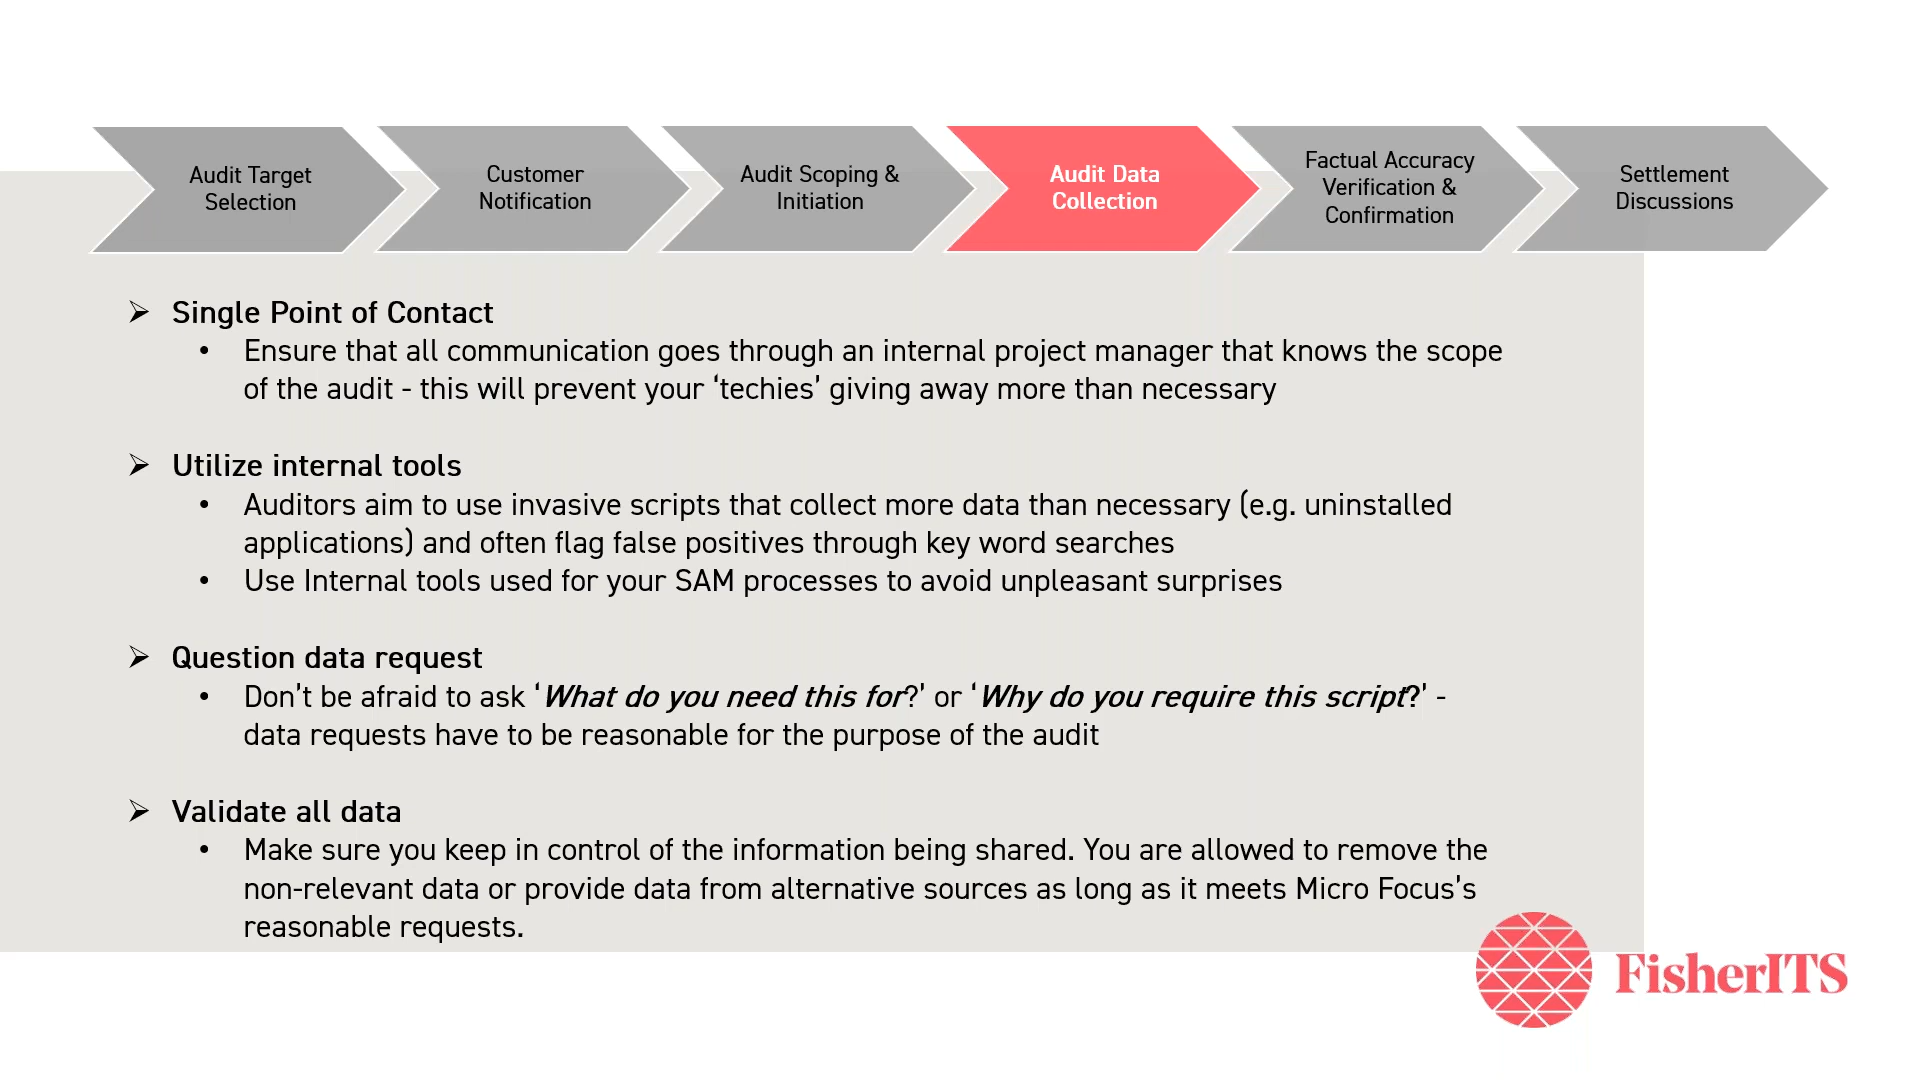 Audit Target
Selection
Customer
Notification
Audit Scoping &
Initiation
Audit Data
Collection
Factual Accuracy
Verification &
Confirmation
Settlement
Discussions
➢ Single Point of Contact
• Ensure that all communication goes through an internal project manager that knows the scope
of the audit - this will prevent your ‘techies’ giving away more than necessary
➢ Utilize internal tools
• Auditors aim to use invasive scripts that collect more data than necessary (e.g. uninstalled
applications) and often flag false positives through key word searches
• Use Internal tools used for your SAM processes to avoid unpleasant surprises
➢ Question data request
• Don’t be afraid to ask ‘What do you need this for?’ or ‘Why do you require this script?’ -
data requests have to be reasonable for the purpose of the audit
➢ Validate all data
• Make sure you keep in control of the information being shared. You are allowed to remove the
non-relevant data or provide data from alternative sources as long as it meets Micro Focus’s
reasonable requests.
FisherITS